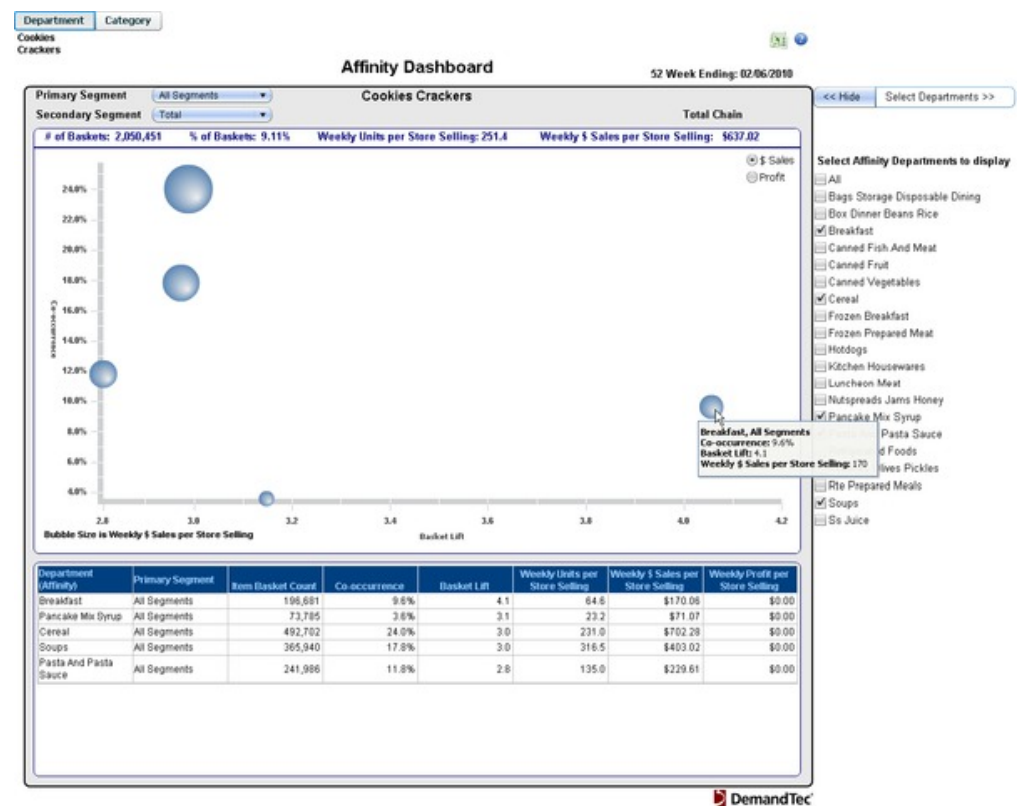 Department Category
Cookies
Crackers
Affinity Dashboard
52 Week Ending: 02/06/2010
Primary Segment All Segments
Cookies Crackers
Secondary Segment Total
Total Chain
<< Hide Select Departments >>
# of Baskets: 2,050,451 % of Baskets: 9.11% Weekly Units per Store Selling: 251.4 Weekly $ Sales per Store Selling: $637.02
$ Sales
Profit
24.0%
22.0%
20.0%
18.0%
16.0%
14.0%
12.0%
10.0%
8.0%
6.0%
4.0%
Co-occurrence
2.8 3.0 3.2 3.4 3.6 3.8 4.0 4.2
Bubble Size is Weekly $ Sales per Store Selling
Basket Lift
Breakfast, All Segments
Co-occurrence: 9.6%
Basket Lift: 4.1
Weekly $ Sales per Store Selling: 170
Select Affinity Departments to display
All
Bags Storage Disposable Dining
Box Dinner Beans Rice
Breakfast
Canned Fish And Meat
Canned Fruit
Canned Vegetables
Cereal
Frozen Breakfast
Frozen Prepared Meat
Hotdogs
Kitchen Housewares
Luncheon Meat
Nutspreads Jams Honey
Pancake Mix Syrup
Pasta Sauce
Foods
Pickles
Rte Prepared Meals
Soups
Ss Juice
Department (Affinity) Primary Segment Item Basket Count Co-occurrence Basket Lift Weekly Units per Store Selling Weekly $ Sales per Store Selling Weekly Profit per Store Selling
Breakfast All Segments 196,681 9.6% 4.1 64.6 $170.06 $0.00
Pancake Mix Syrup All Segments 73,785 3.6% 3.1 23.2 $71.07 $0.00
Cereal All Segments 492,702 24.0% 3.0 231.0 $702.28 $0.00
Soups All Segments 365,940 17.8% 3.0 316.5 $403.02 $0.00
Pasta And Pasta Sauce All Segments 241,986 11.8% 2.8 135.0 $229.61 $0.00
DemandTec